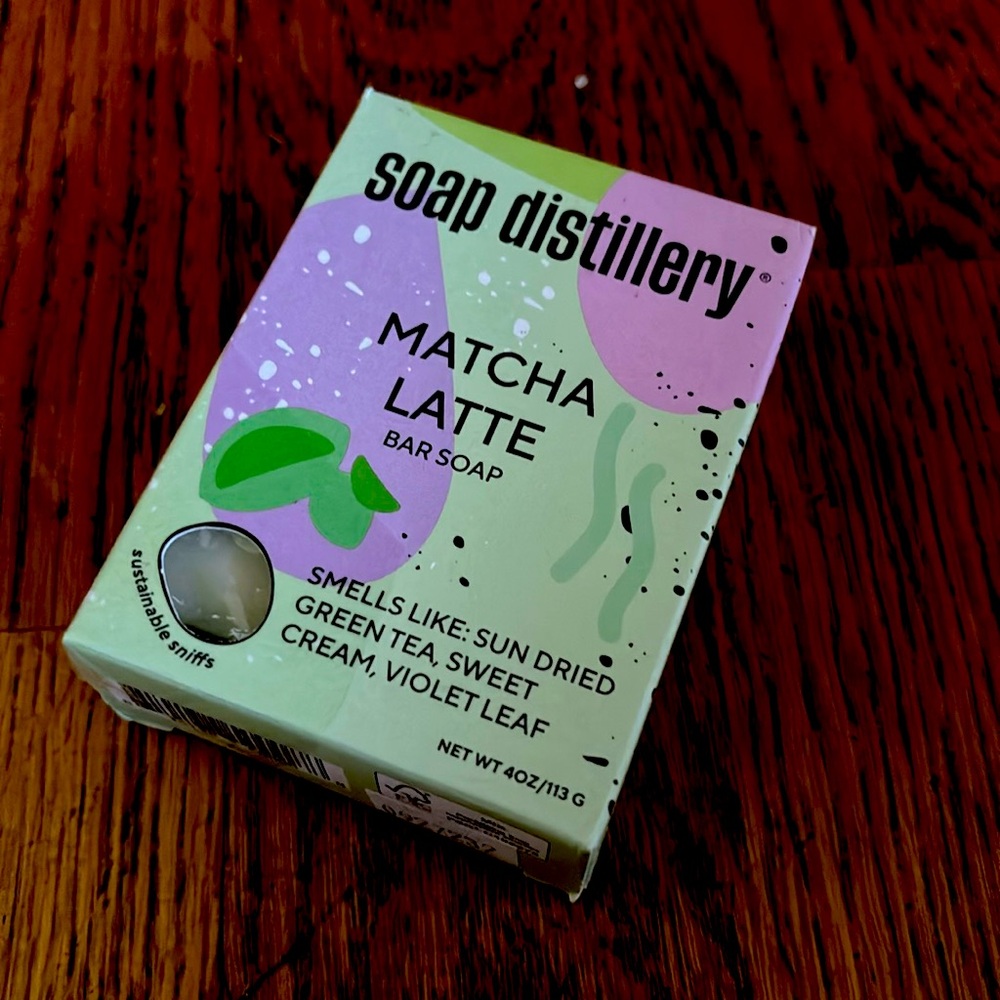 soap distillery®
MATCHA
LATTE
BAR SOAP
sustainable sniffs
SMELLS LIKE: SUN DRIED
GREEN TEA, SWEET
CREAM, VIOLET LEAF
NET WT 4OZ/113 G